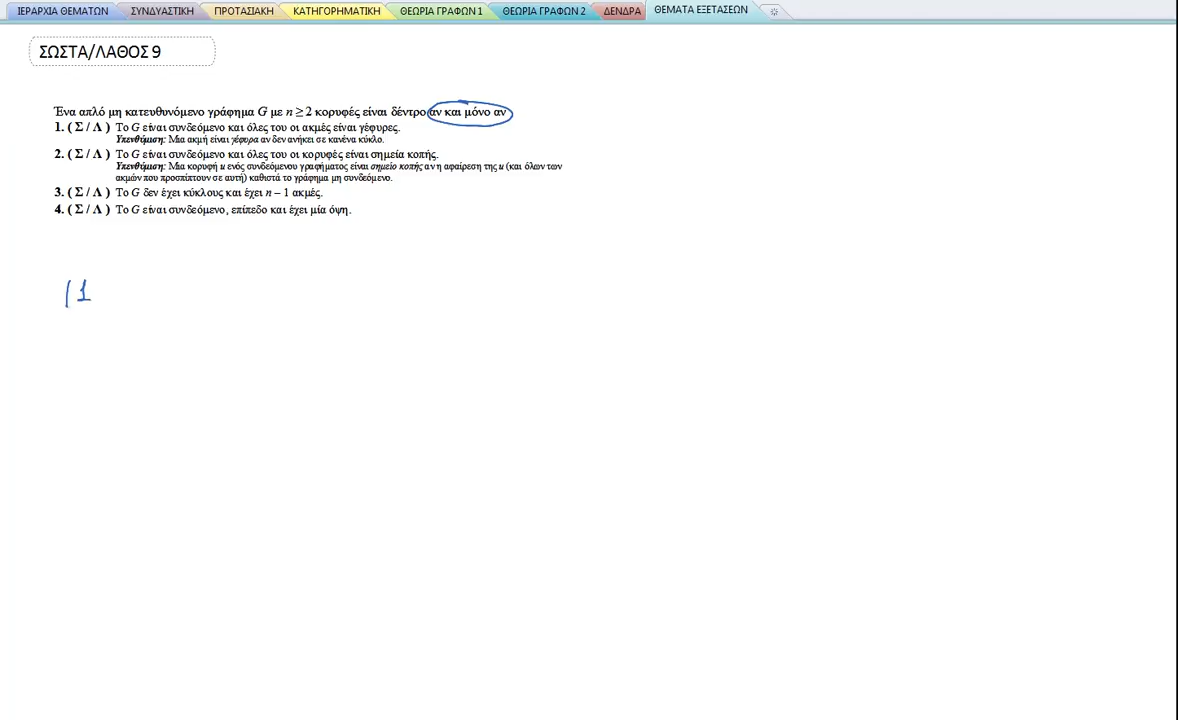 ΙΕΡΑΡΧΙΑ ΘΕΜΑΤΩΝ ΣΥΝΔΥΑΣΤΙΚΗ ΠΡΟΤΑΣΙΑΚΗ ΚΑΤΗΓΟΡΗΜΑΤΙΚΗ ΘΕΩΡΙΑ ΓΡΑΦΩΝ 1 ΘΕΩΡΙΑ ΓΡΑΦΩΝ 2 ΔΕΝΔΡΑ ΘΕΜΑΤΑ ΕΞΕΤΑΣΕΩΝ
ΣΩΣΤΑ/ΛΑΘΟΣ 9
Ένα απλό μη κατευθυνόμενο γράφημα G με n ≥ 2 κορυφές είναι δέντρο αν και μόνο αν
1. ( Σ / Λ ) Το G είναι συνδεόμενο και όλες του οι ακμές είναι γέφυρες.
Υπενθύμιση: Μια ακμή είναι γέφυρα αν δεν ανήκει σε κανένα κύκλο.
2. ( Σ / Λ ) Το G είναι συνδεόμενο και όλες του οι κορυφές είναι σημεία κοπής.
Υπενθύμιση: Μια κορυφή u ενός συνδεόμενου γραφήματος είναι σημείο κοπής αν η αφαίρεση της u (και όλων των
ακμών που προσπίπτουν σε αυτή) καθιστά το γράφημα μη συνδεόμενο.
3. ( Σ / Λ ) Το G δεν έχει κύκλους και έχει n – 1 ακμές.
4. ( Σ / Λ ) Το G είναι συνδεόμενο, επίπεδο και έχει μία όψη.
(1